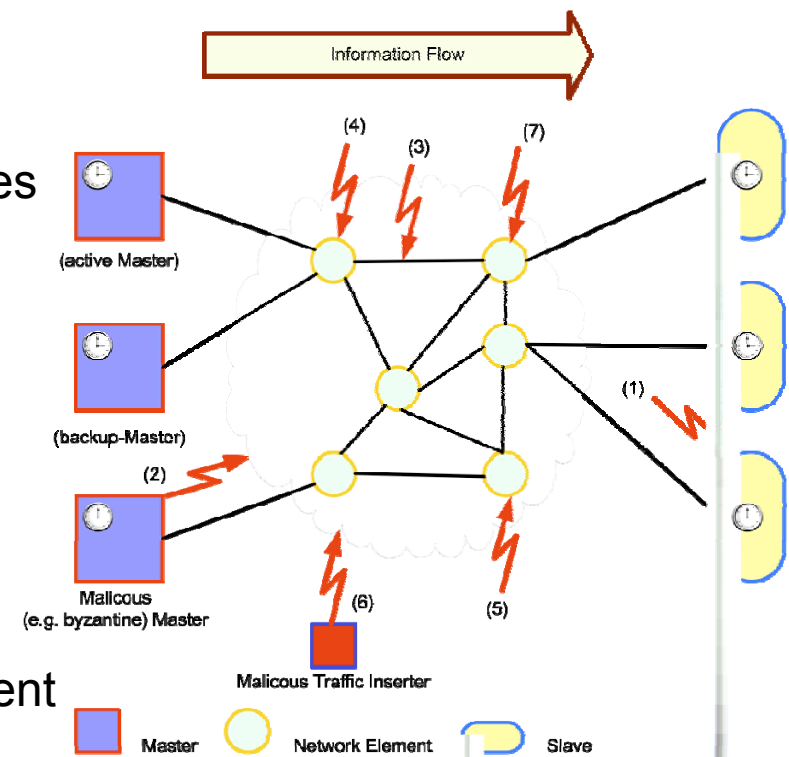 Information Flow
(4)
(7)
(3)
es
(active Master)
(1)
(backup-Master)
(2)
Malicous
(e.g. byzantine) Master
(6)
(5)
Malicous Traffic Inserter
ent
Master
Network Element
Slave